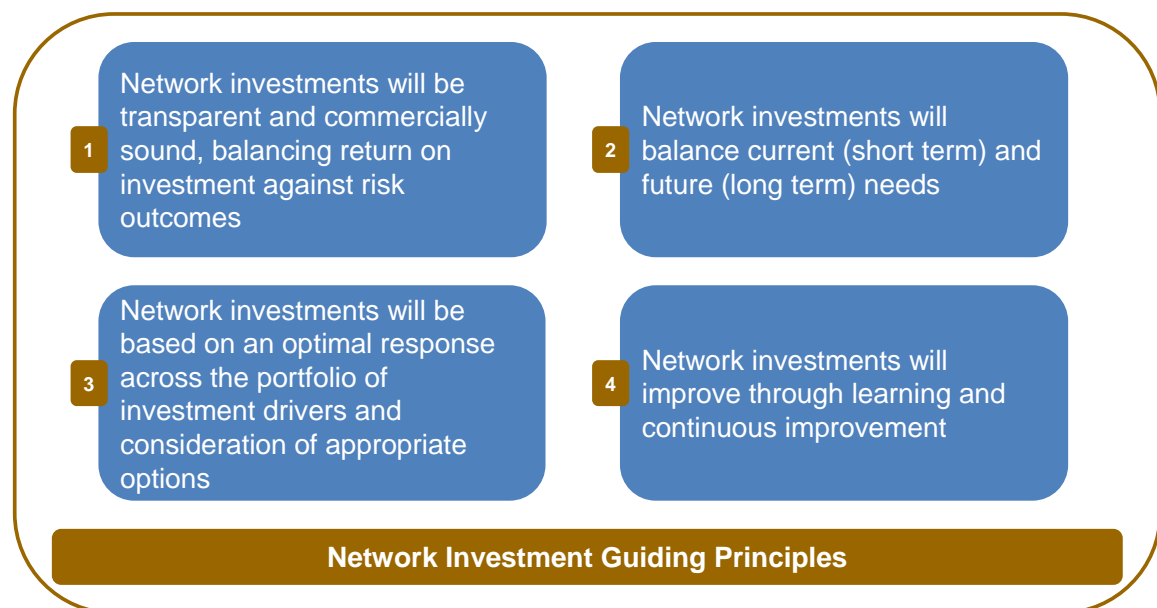 1
Network investments will be
transparent and commercially
sound, balancing return on
investment against risk
outcomes
2
Network investments will
balance current (short term) and
future (long term) needs
3
Network investments will be
based on an optimal response
across the portfolio of
investment drivers and
consideration of appropriate
options
4
Network investments will
improve through learning and
continuous improvement
Network Investment Guiding Principles